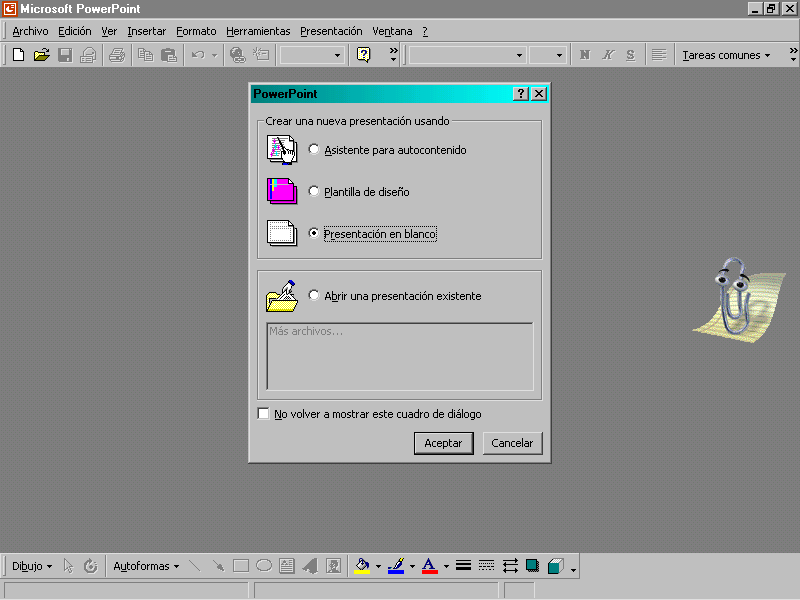 Microsoft PowerPoint
Archivo Edición Ver Insertar Formato Herramientas Presentación Ventana ?
N K S Tareas comunes
PowerPoint
Crear una nueva presentación usando
Asistente para autocontenido
Plantilla de diseño
Presentación en blanco
Abrir una presentación existente
Más archivos...
No volver a mostrar este cuadro de diálogo
Aceptar Cancelar
Dibujo Autoformas A